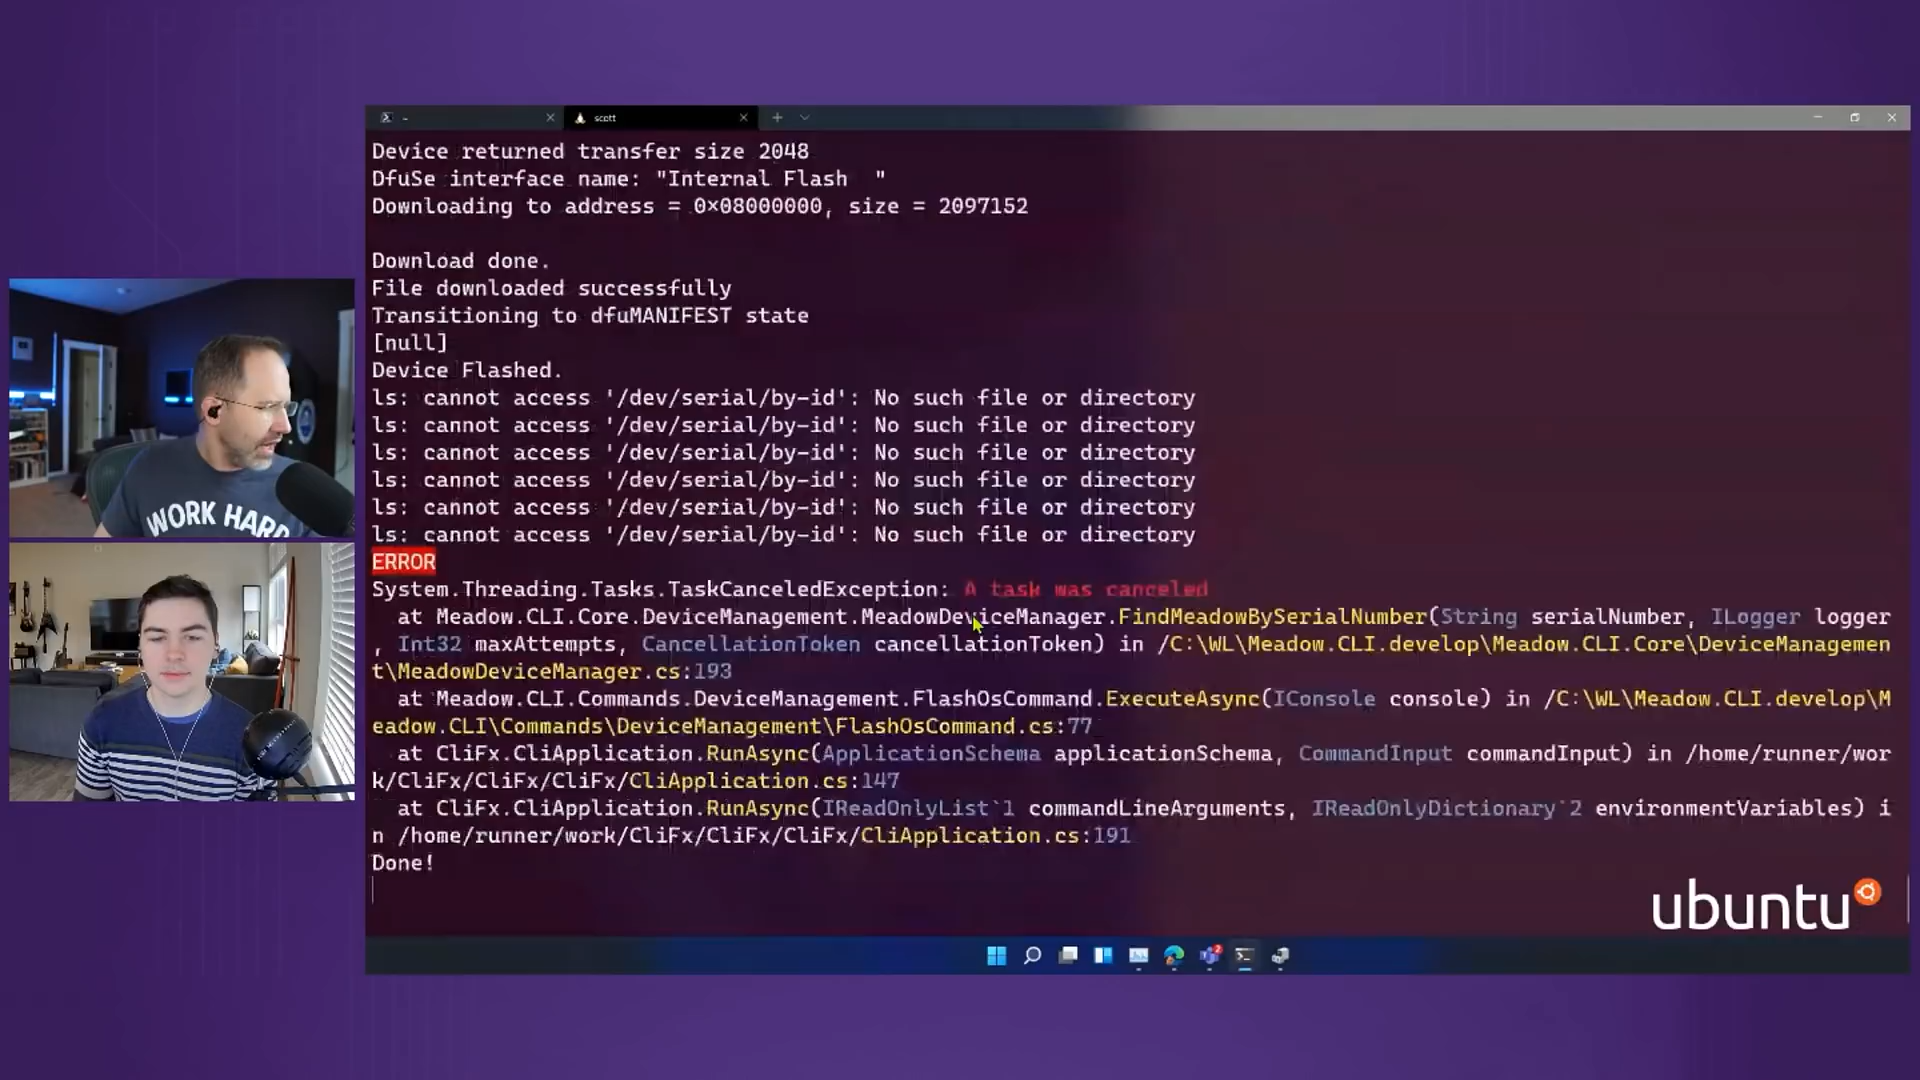 scott
Device returned transfer size 2048
DfuSe interface name: "Internal Flash  "
Downloading to address = 0×08000000, size = 2097152
Download done.
File downloaded successfully
Transitioning to dfuMANIFEST state
[null]
Device Flashed.
ls: cannot access '/dev/serial/by-id': No such file or directory
ls: cannot access '/dev/serial/by-id': No such file or directory
ls: cannot access '/dev/serial/by-id': No such file or directory
ls: cannot access '/dev/serial/by-id': No such file or directory
ls: cannot access '/dev/serial/by-id': No such file or directory
ls: cannot access '/dev/serial/by-id': No such file or directory
ERROR
System.Threading.Tasks.TaskCanceledException: A task was canceled
at Meadow.CLI.Core.DeviceManagement.MeadowDeviceManager.FindMeadowBySerialNumber(String serialNumber, ILogger logger
, Int32 maxAttempts, CancellationToken cancellationToken) in /C:\WL\Meadow.CLI.develop\Meadow.CLI.Core\DeviceManagemen
t\MeadowDeviceManager.cs:193
at Meadow.CLI.Commands.DeviceManagement.FlashOsCommand.ExecuteAsync(IConsole console) in /C:\WL\Meadow.CLI.develop\M
eadow.CLI\Commands\DeviceManagement\FlashOsCommand.cs:77
at CliFx.CliApplication.RunAsync(ApplicationSchema applicationSchema, CommandInput commandInput) in /home/runner/wor
k/CliFx/CliFx/CliFx/CliApplication.cs:147
at CliFx.CliApplication.RunAsync(IReadOnlyList`1 commandLineArguments, IReadOnlyDictionary`2 environmentVariables) i
n /home/runner/work/CliFx/CliFx/CliFx/CliApplication.cs:191
Done!
ubuntu
WORK HARD